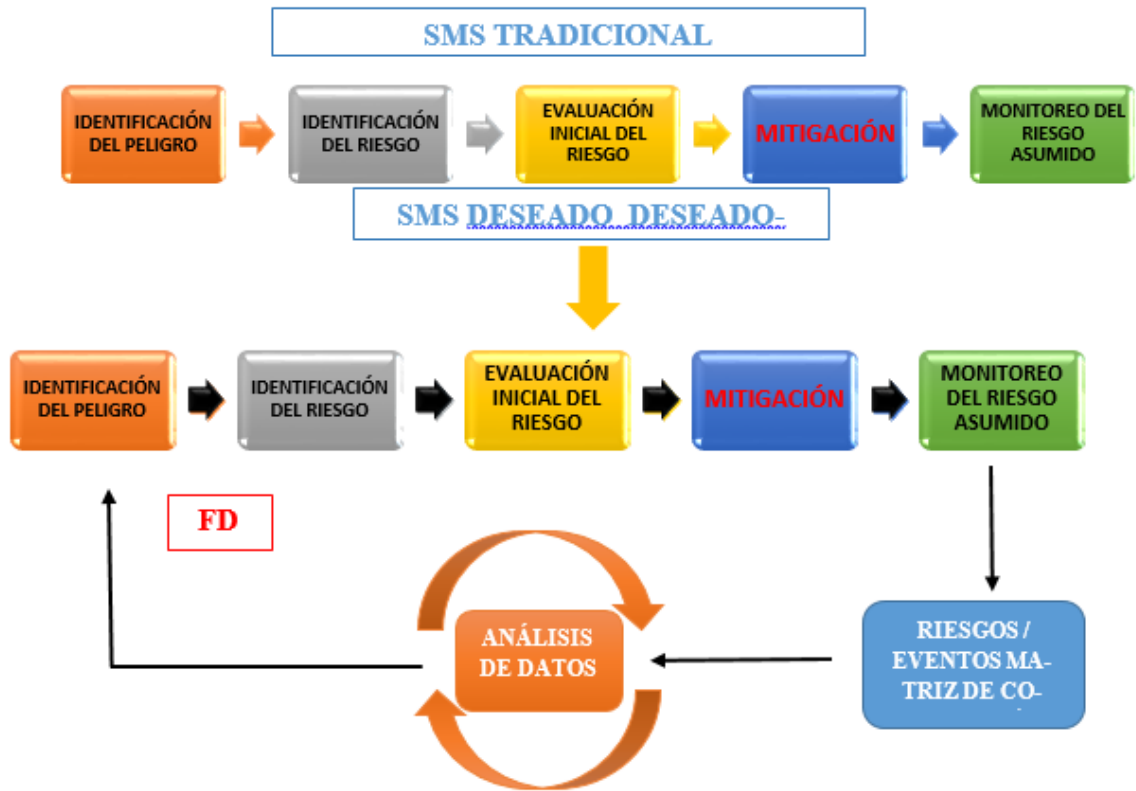 SMS TRADICIONAL
IDENTIFICACIÓN
DEL PELIGRO
IDENTIFICACIÓN
DEL RIESGO
EVALUACIÓN
INICIAL DEL
RIESGO
MITIGACIÓN
MONITOREO DEL
RIESGO
ASUMIDO
SMS DESEADO DESEADO-
IDENTIFICACIÓN
DEL PELIGRO
IDENTIFICACIÓN
DEL RIESGO
EVALUACIÓN
INICIAL DEL
RIESGO
MITIGACIÓN
MONITOREO
DEL RIESGO
ASUMIDO
FD
ANÁLISIS
DE DATOS
RIESGOS /
EVENTOS MA-
TRIZ DE CO-